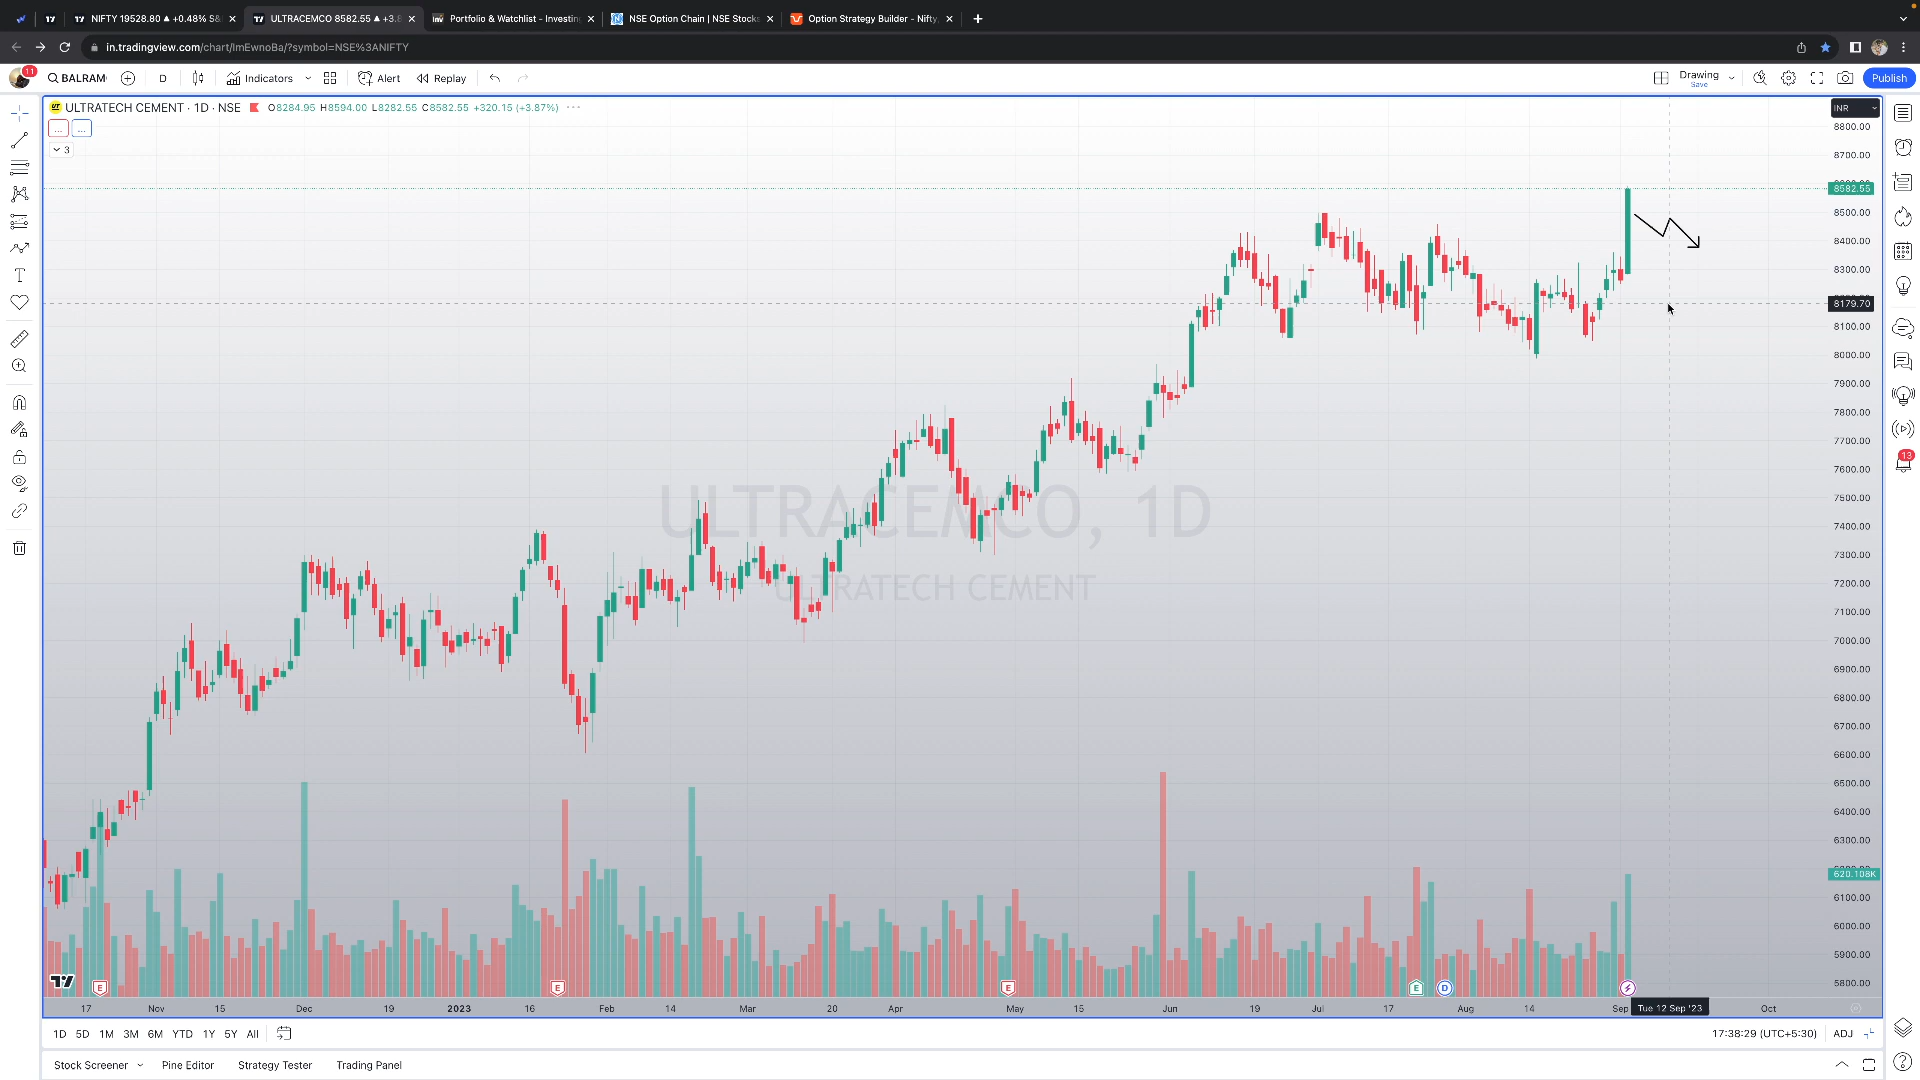 NIFTY 19528.80 ▲ +0.48% S&
ULTRACEMCO 8582.55 ▲ +3.8
Portfolio & Watchlist - Investing
NSE Option Chain | NSE Stocks
Option Strategy Builder - Nifty,
in.tradingview.com/chart/ImEwnoBa/?symbol=NSE%3ANIFTY
11
BALRAM
D
Indicators
Alert
Replay
Drawing
Save
Publish
ULTRATECH CEMENT · 1D · NSE
O8284.95 H8594.00 L8282.55 C8582.55 +320.15 (+3.87%)
3
INR
8800.00
8700.00
8582.55
8500.00
8400.00
8300.00
8179.70
8100.00
8000.00
7900.00
7800.00
7700.00
7600.00
7500.00
7400.00
7300.00
7200.00
7100.00
7000.00
6900.00
6800.00
6700.00
6600.00
6500.00
6400.00
6300.00
620.108K
6100.00
6000.00
5900.00
5800.00
ULTRACEMCO, 1D
ULTRATECH CEMENT
13
E
E
E
E
D
17
Nov
15
Dec
19
2023
16
Feb
14
Mar
20
Apr
May
15
Jun
19
Jul
17
Aug
14
Sep
Tue 12 Sep '23
Oct
1D 5D 1M 3M 6M YTD 1Y 5Y All
17:38:29 (UTC+5:30)
ADJ
Stock Screener
Pine Editor
Strategy Tester
Trading Panel